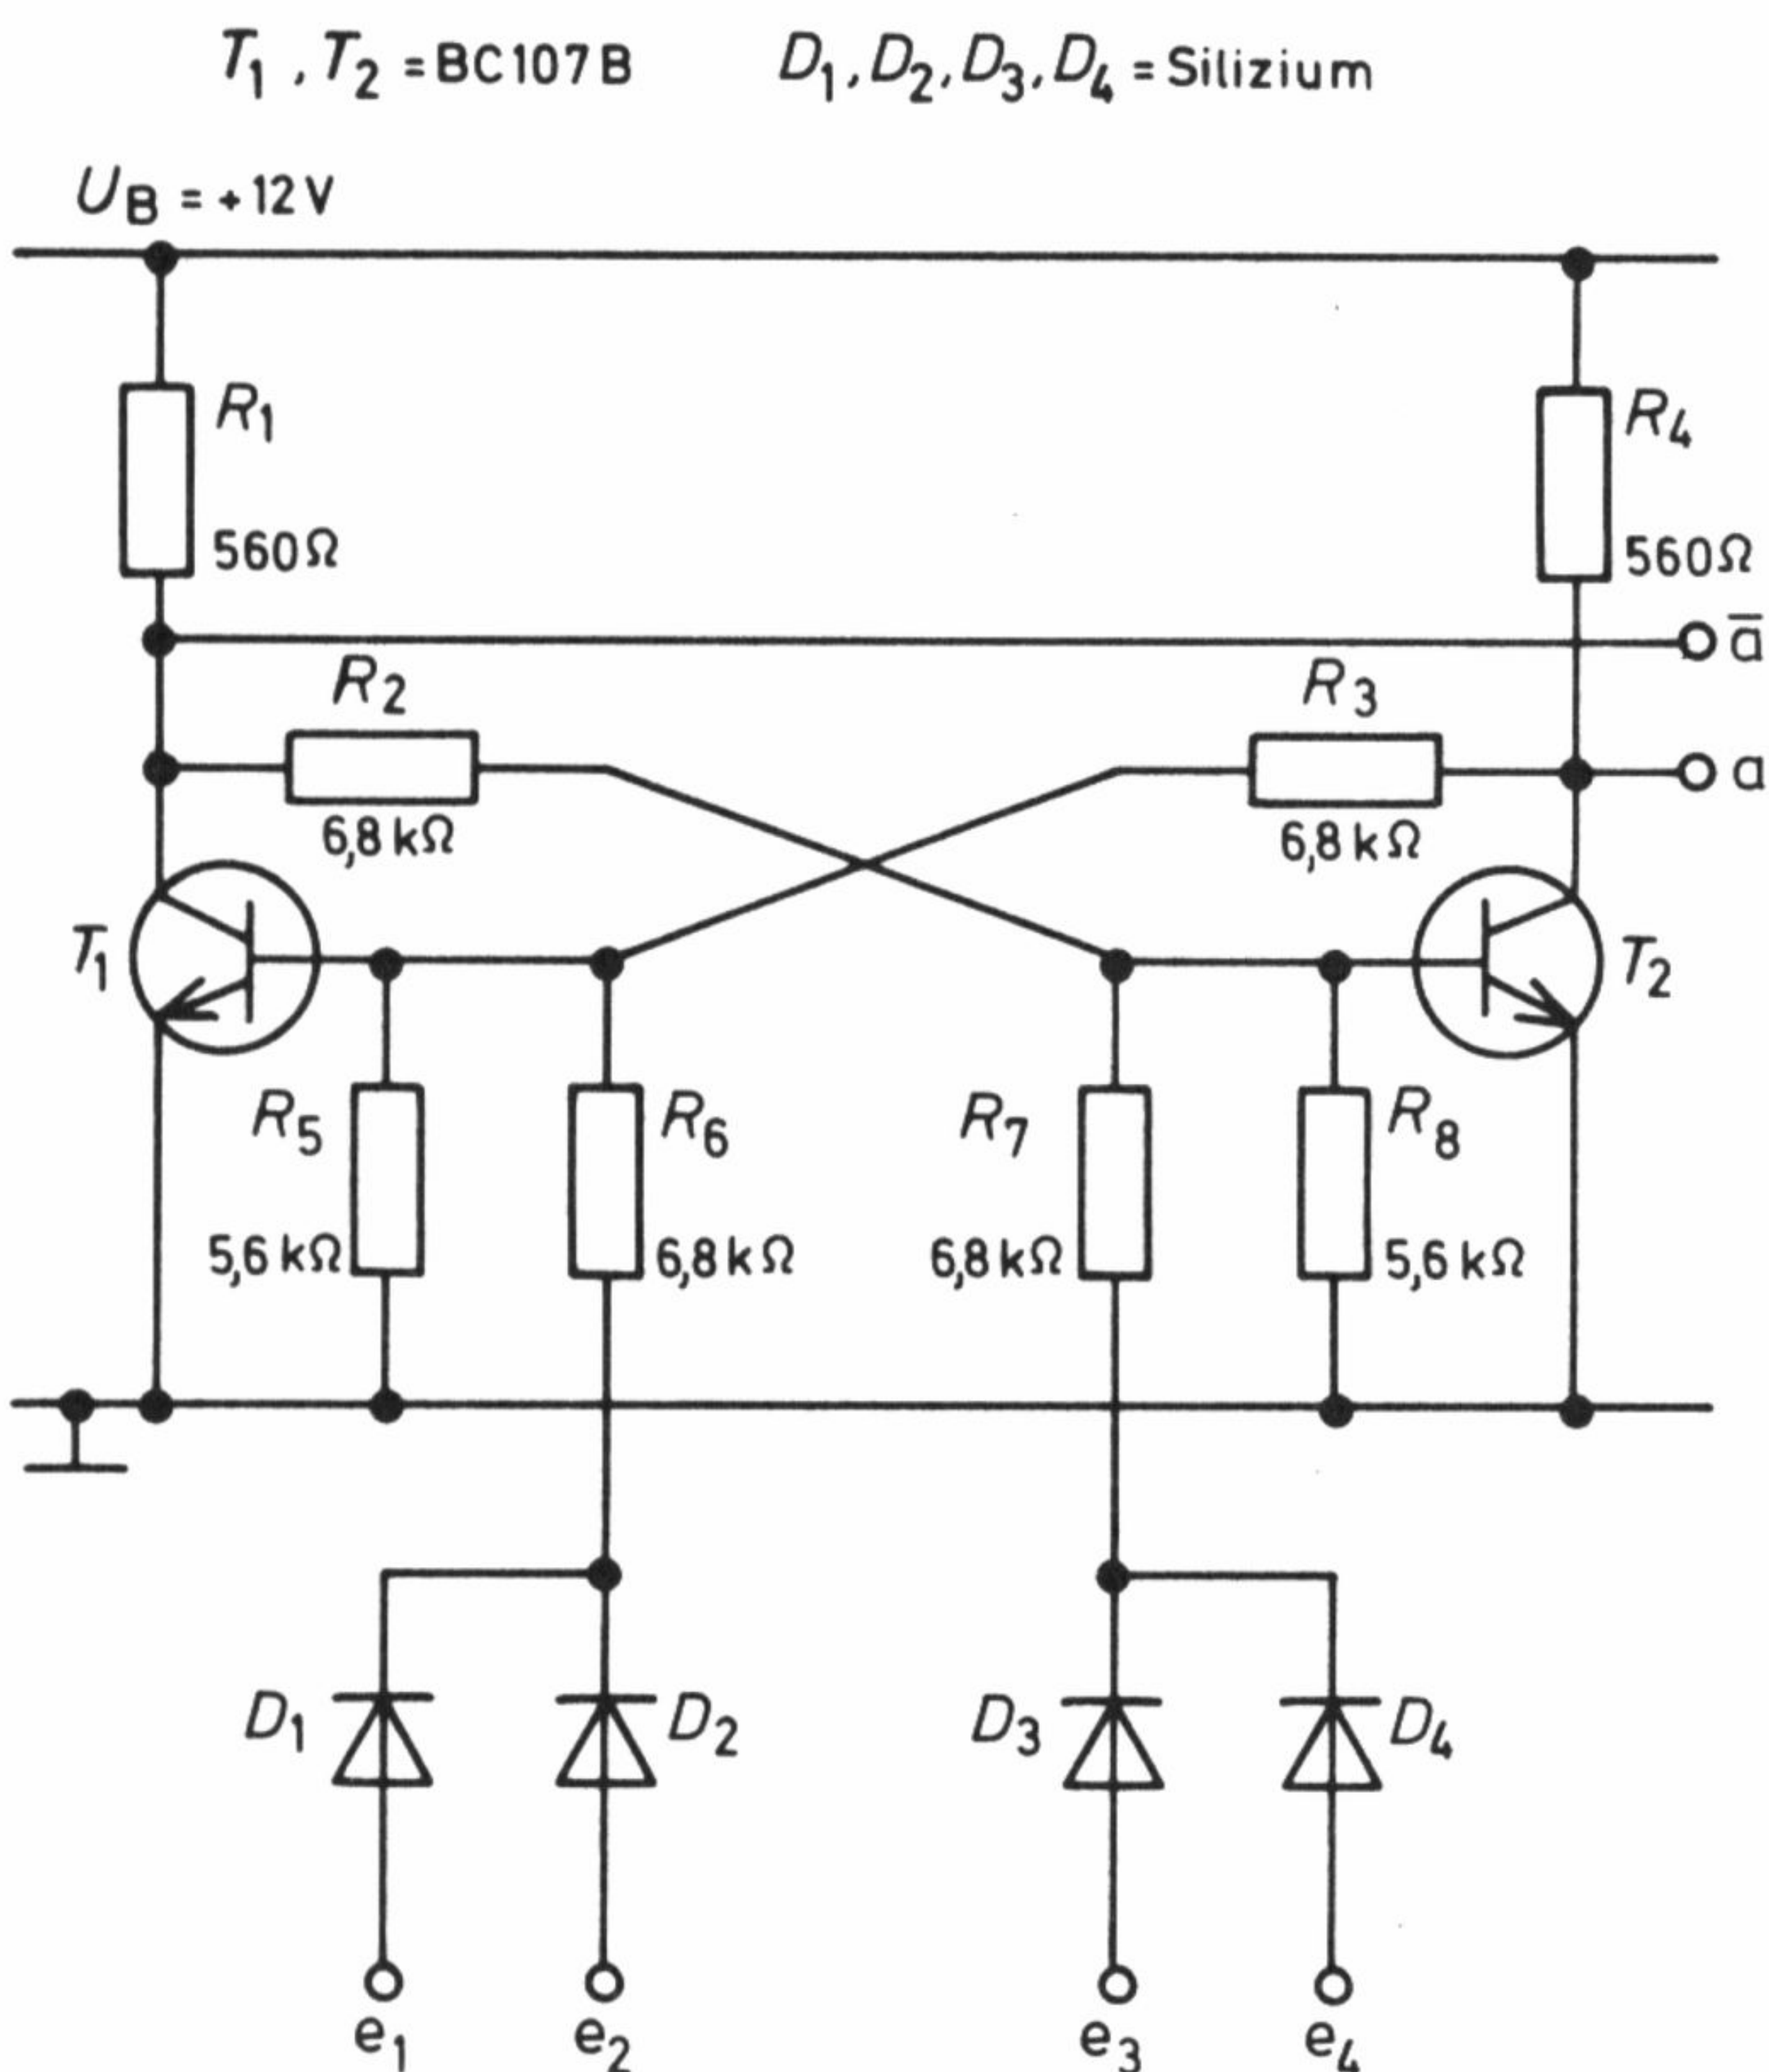 T1 , T2 = BC107B D1, D2, D3, D4 = Silizium
UB = + 12 V
R1
R4
560Ω
560Ω
ā
R2
R3
a
6,8 kΩ
6,8 kΩ
T1
T2
R5
R6
R7
R8
5,6 kΩ
6,8 kΩ
6,8 kΩ
5,6 kΩ
D1
D2
D3
D4
e1
e2
e3
e4